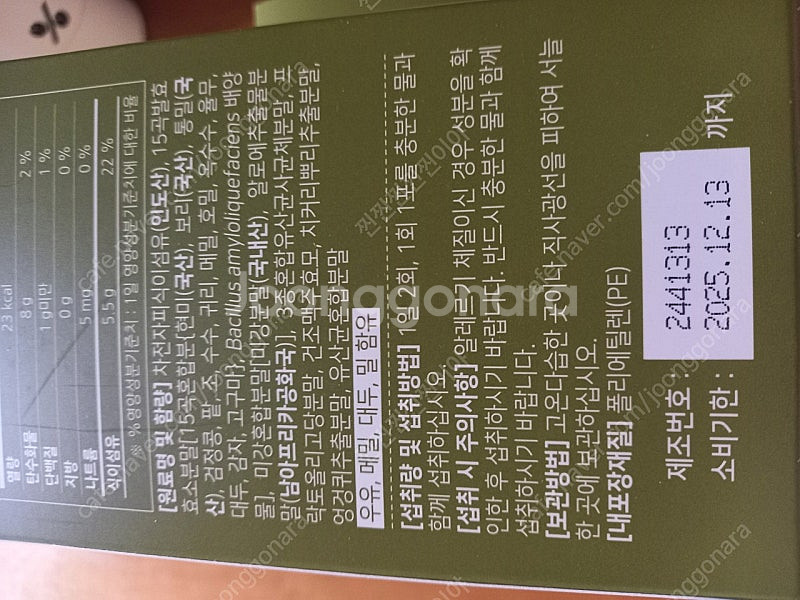 23 kcal
열량
탄수화물 8 g 2 %
단백질 1 g미만 1 %
지방 0 g 0 %
나트륨 5 mg 0 %
식이섬유 5.5 g 22 %
※ %영양성분기준치 : 1일 영양성분기준치에 대한 비율
[원료명 및 함량] 차전자피식이섬유(인도산), 15곡발효
효소분말[15곡혼합분{현미(국산), 보리(국산), 통밀(국
산), 검정콩, 팥, 조, 수수, 귀리, 메밀, 호밀, 옥수수, 율무,
대두, 감자, 고구마}, Bacillus amyloliquefaciens 배양
물], 미강혼합분말[미강분말(국내산), 알로에추출물분
말(남아프리카공화국)], 3종혼합유산균사균체분말, 프
락토올리고당분말, 건조맥주효모, 치커리뿌리추출분말,
엉겅퀴추출분말, 유산균혼합분말
우유, 메밀, 대두, 밀 함유
[섭취량 및 섭취방법] 1일 2회, 1회 1포를 충분한 물과
함께 섭취하십시오.
[섭취 시 주의사항] 알레르기 체질이신 경우 성분을 확
인한 후 섭취하시기 바랍니다. 반드시 충분한 물과 함께
섭취하시기 바랍니다.
[보관방법] 고온다습한 곳이나 직사광선을 피하여 서늘
한 곳에 보관하십시오.
[내포장재질] 폴리에틸렌(PE)
제조번호 : 2441313
소비기한 : 2025.12.13 까지
joonggonara
cafe.naver.com/joonggonara